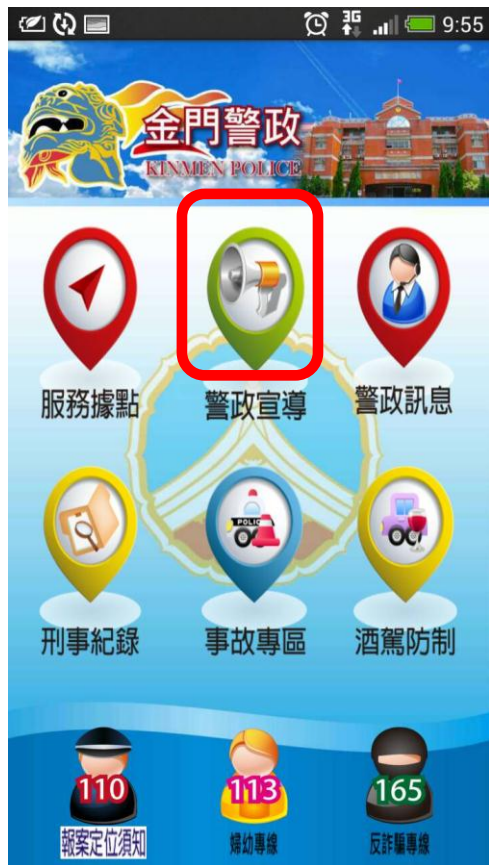 3G 9:55
金門警政
KINMEN POLICE
服務據點 警政宣導 警政訊息
POLIC
刑事紀錄 事故專區 酒駕防制
110 113 165
報案定位須知 婦幼專線 反詐騙專線